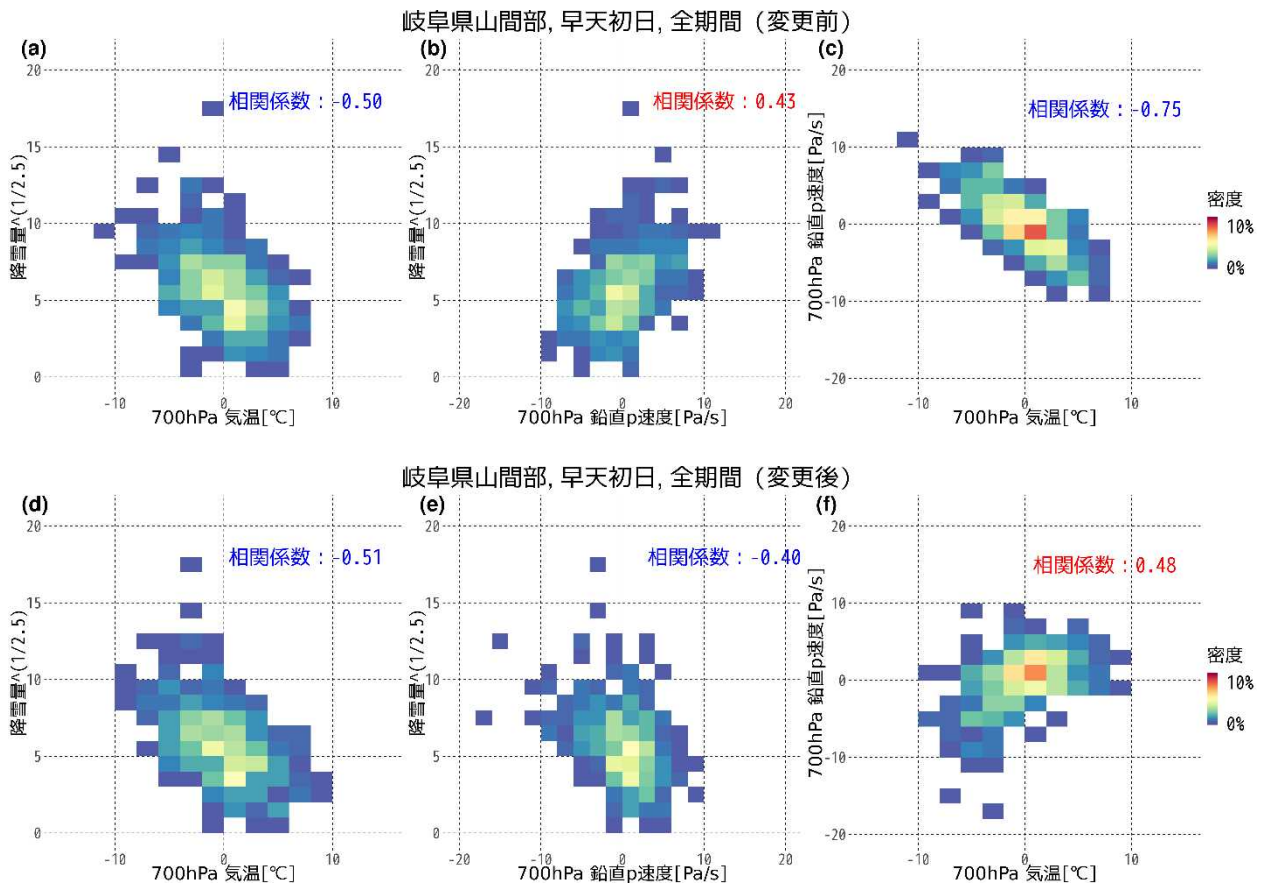 岐阜県山間部, 早天初日, 全期間（変更前）
(a)
(b)
(c)
相関係数：-0.50
相関係数：0.43
相関係数：-0.75
降雪量^(1/2.5)
降雪量^(1/2.5)
700hPa 鉛直p速度[Pa/s]
20
15
10
5
0
20
15
10
5
0
20
10
0
-10
-20
密度
10%
0%
-10
0
10
-20
-10
0
10
20
-10
0
10
700hPa 気温[℃]
700hPa 鉛直p速度[Pa/s]
700hPa 気温[℃]
岐阜県山間部, 早天初日, 全期間（変更後）
(d)
(e)
(f)
相関係数：-0.51
相関係数：-0.40
相関係数：0.48
降雪量^(1/2.5)
降雪量^(1/2.5)
700hPa 鉛直p速度[Pa/s]
20
15
10
5
0
20
15
10
5
0
20
10
0
-10
-20
密度
10%
0%
-10
0
10
-20
-10
0
10
20
-10
0
10
700hPa 気温[℃]
700hPa 鉛直p速度[Pa/s]
700hPa 気温[℃]